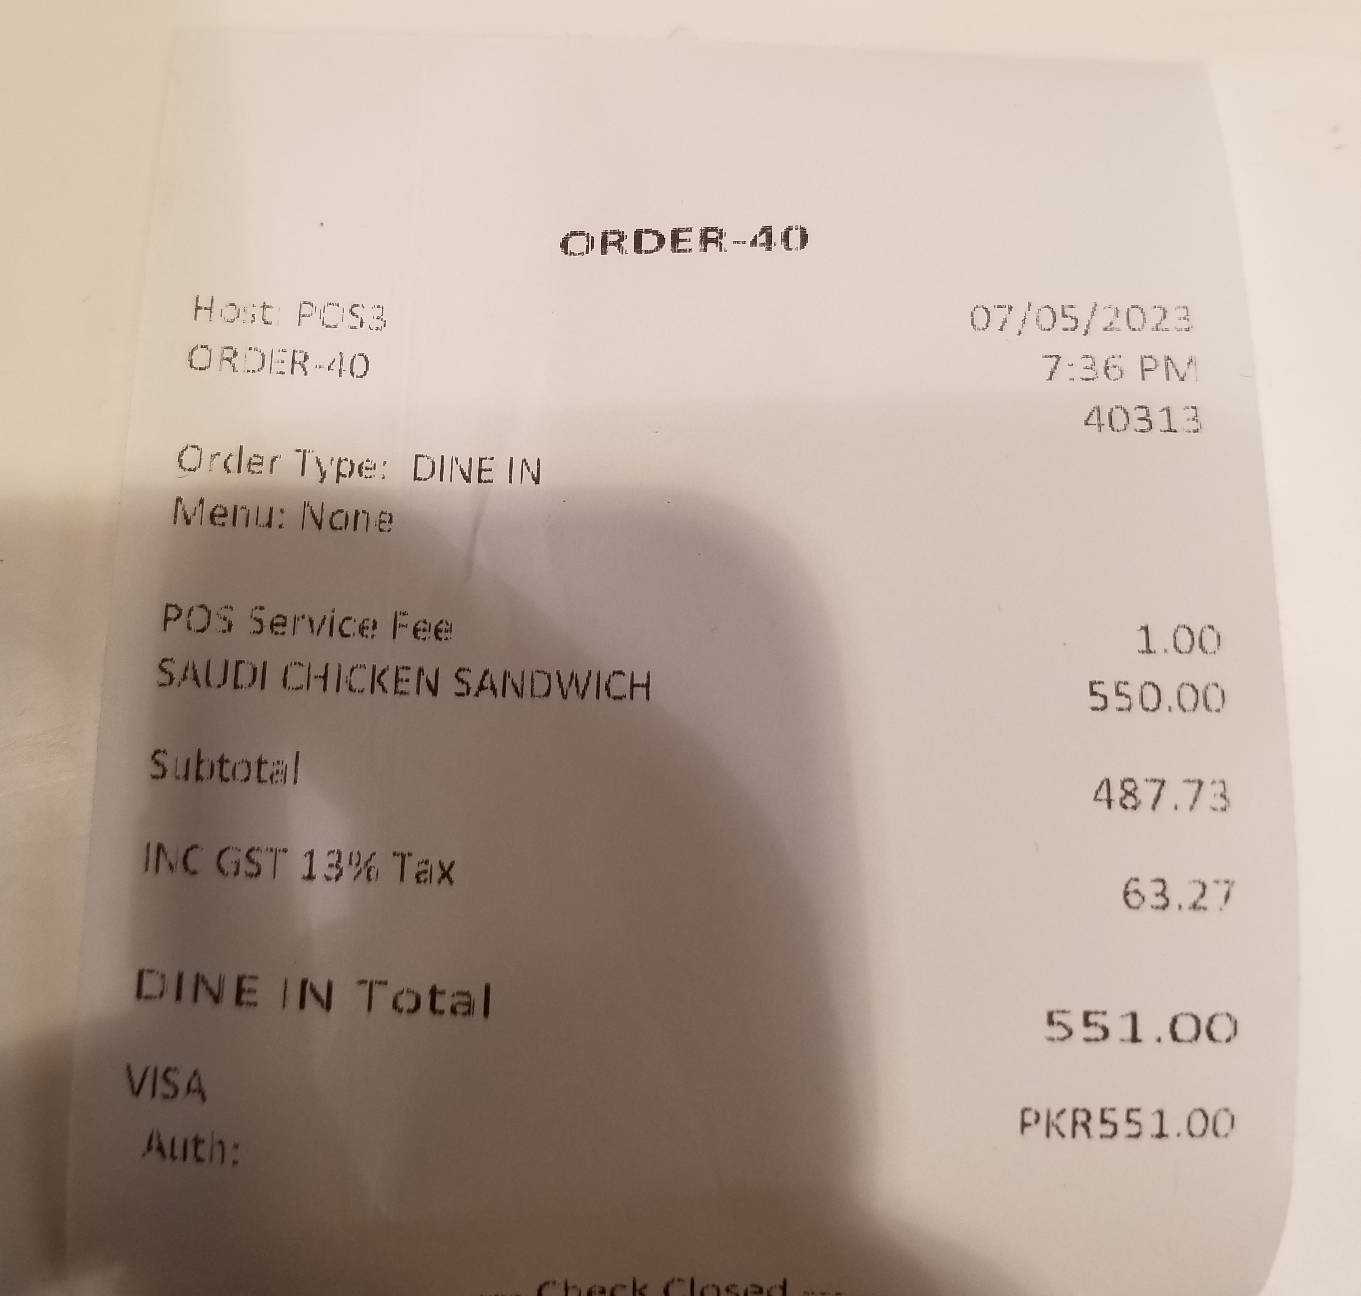 ORDER-40
Host: POS3 07/05/2023
ORDER-40 7:36 PM
40313
Order Type: DINE IN
Menu: None
POS Service Fee 1.00
SAUDI CHICKEN SANDWICH 550.00
Subtotal 487.73
INC GST 13% Tax 63.27
DINE IN Total 551.00
VISA PKR551.00
Auth:
--- Check Closed ---